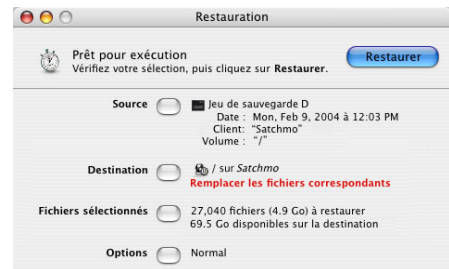 Restauration
Prêt pour exécution
Vérifiez votre sélection, puis cliquez sur Restaurer.
Restaurer
Source
Jeu de sauvegarde D
Date : Mon, Feb 9, 2004 à 12:03 PM
Client: "Satchmo"
Volume : "/"
Destination
/ sur Satchmo
Remplacer les fichiers correspondants
Fichiers sélectionnés
27,040 fichiers (4.9 Go) à restaurer
69.5 Go disponibles sur la destination
Options
Normal